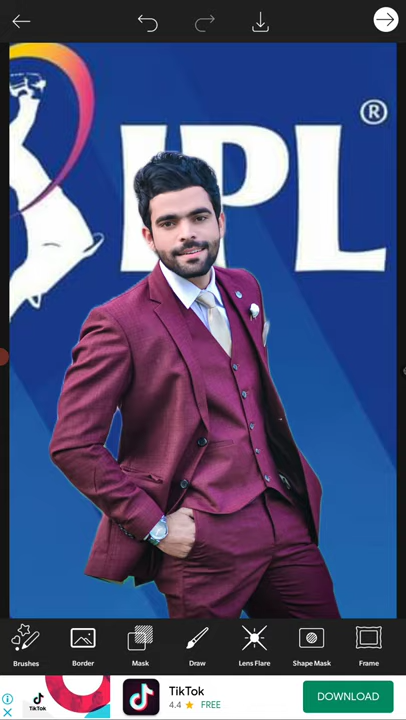 IPL®
Brushes
Border
Mask
Draw
Lens Flare
Shape Mask
Frame
TikTok
TikTok
4.4 ★ FREE
DOWNLOAD